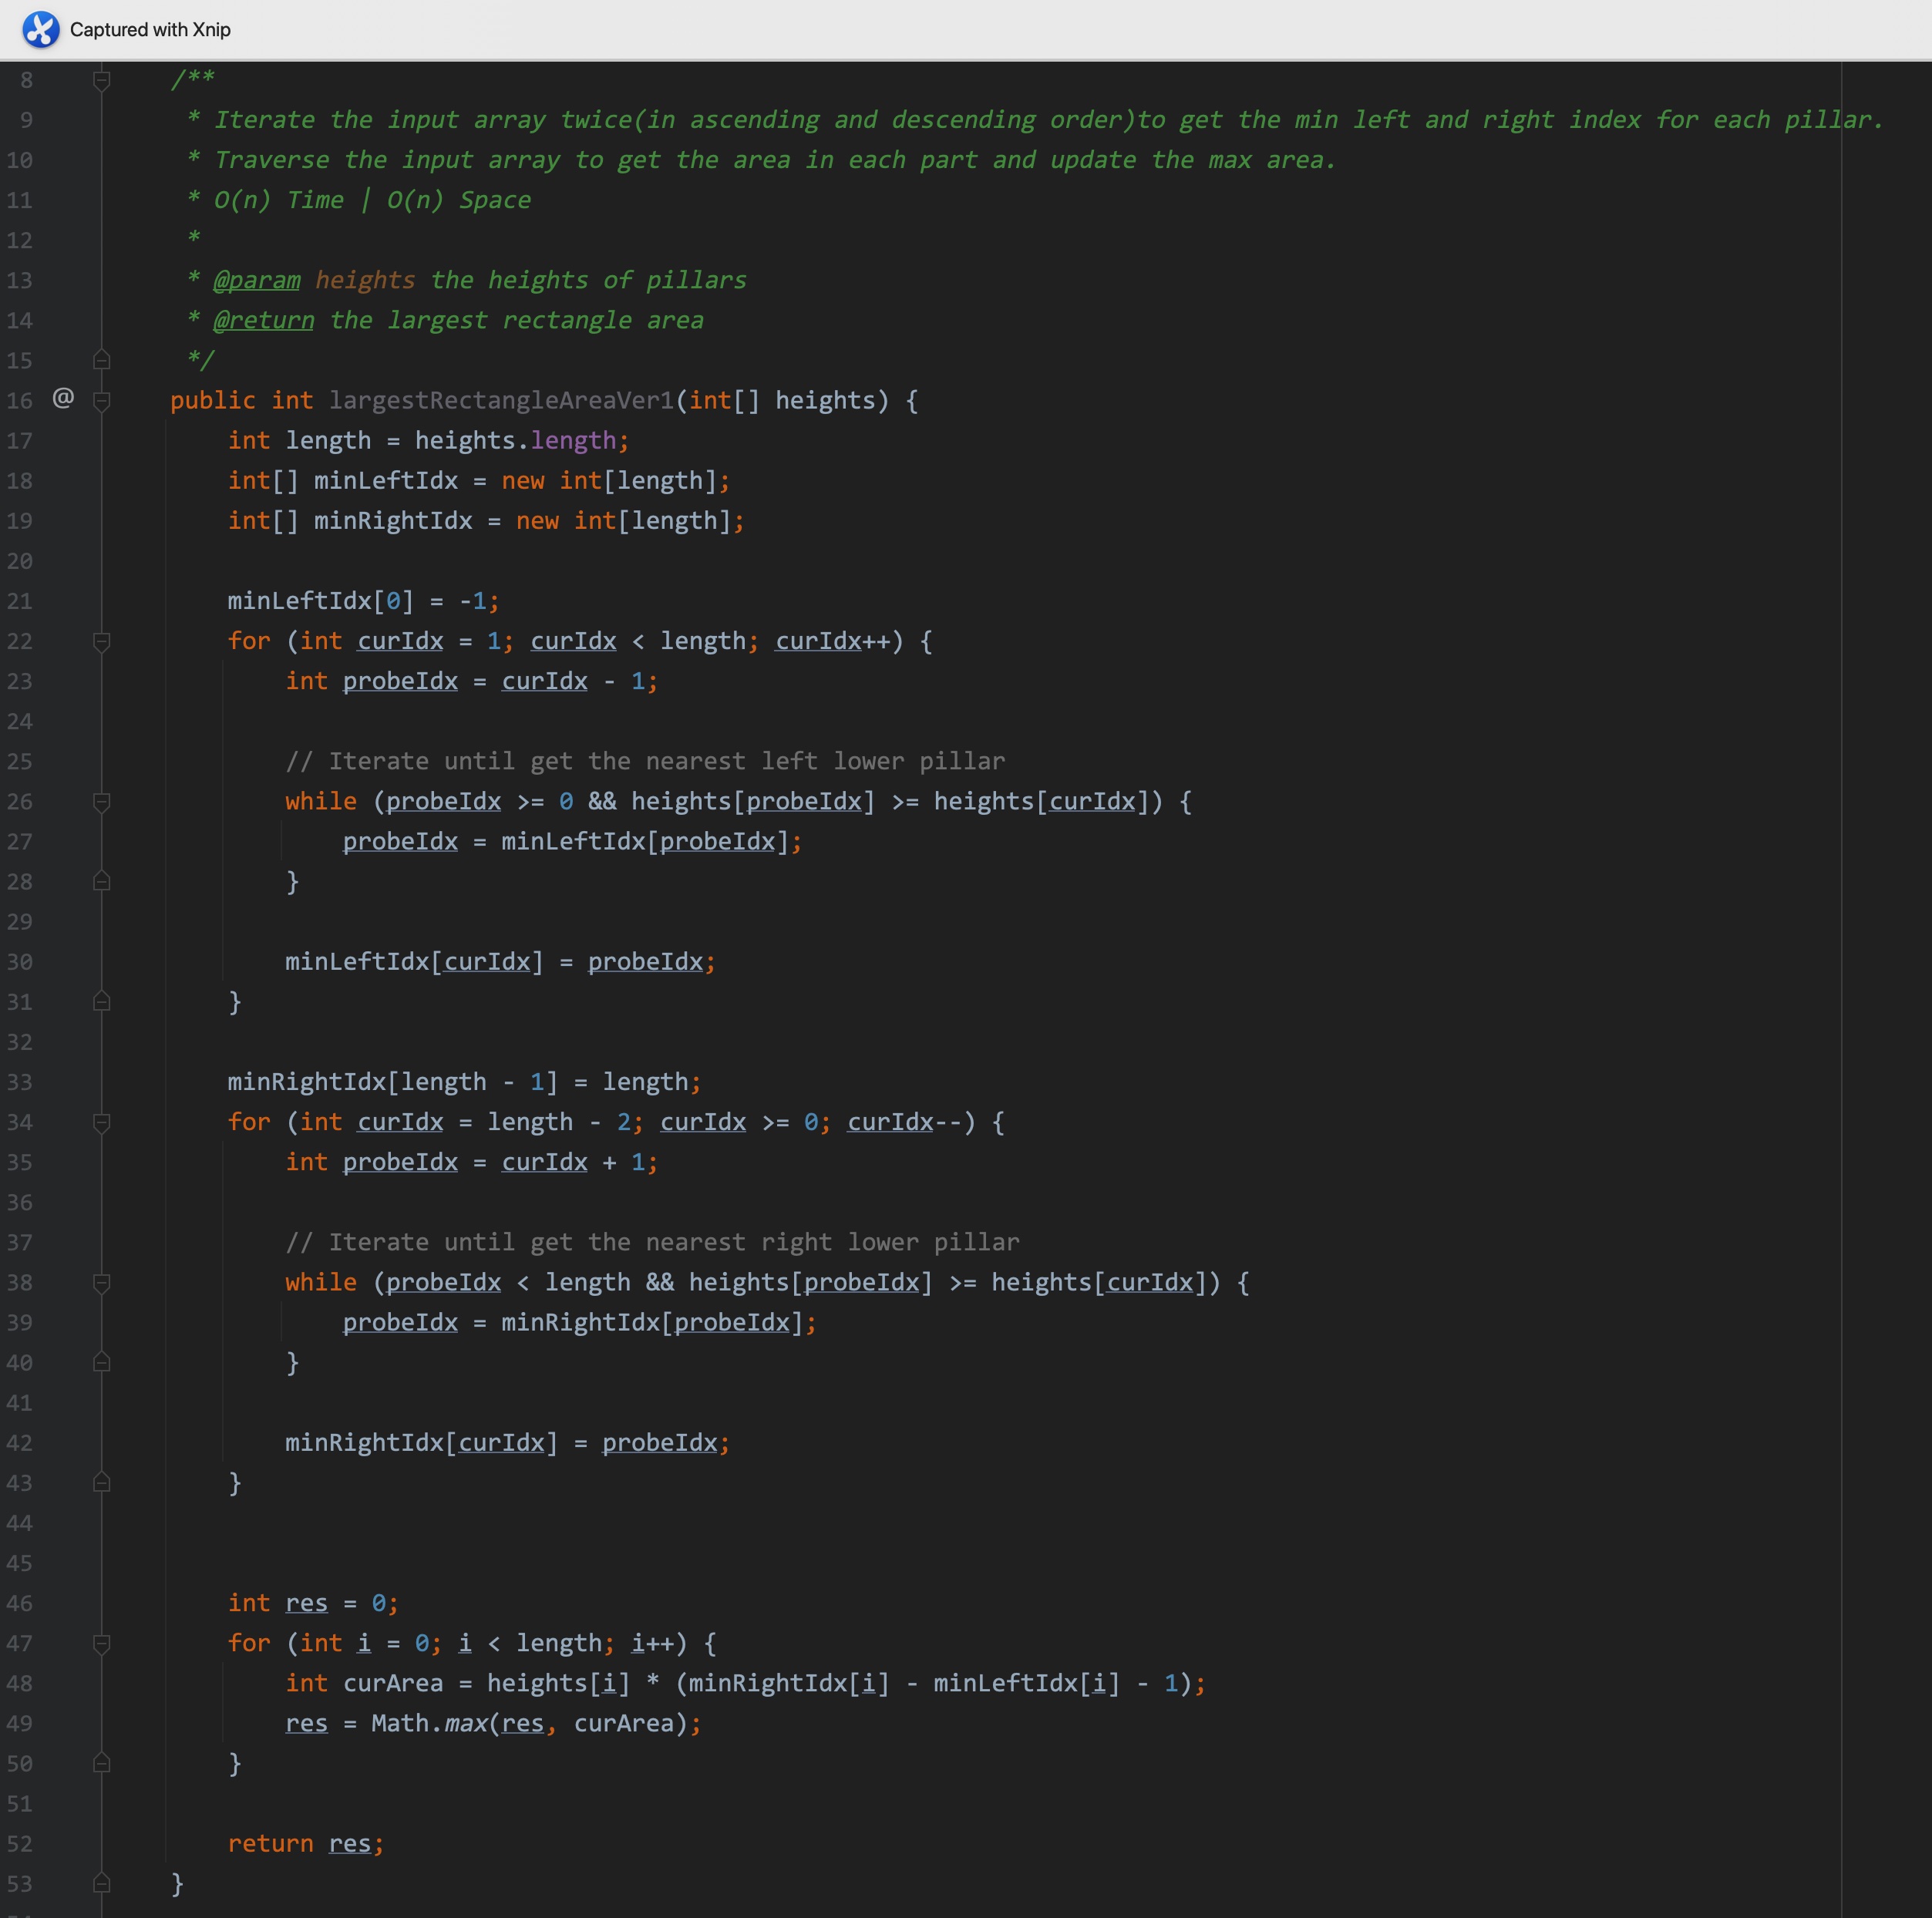 Captured with Xnip
8 /**
9 * Iterate the input array twice(in ascending and descending order)to get the min left and right index for each pillar.
10 * Traverse the input array to get the area in each part and update the max area.
11 * O(n) Time | O(n) Space
12 *
13 * @param heights the heights of pillars
14 * @return the largest rectangle area
15 */
16 @ public int largestRectangleAreaVer1(int[] heights) {
17 int length = heights.length;
18 int[] minLeftIdx = new int[length];
19 int[] minRightIdx = new int[length];
20
21 minLeftIdx[0] = -1;
22 for (int curIdx = 1; curIdx < length; curIdx++) {
23 int probeIdx = curIdx - 1;
24
25 // Iterate until get the nearest left lower pillar
26 while (probeIdx >= 0 && heights[probeIdx] >= heights[curIdx]) {
27 probeIdx = minLeftIdx[probeIdx];
28 }
29
30 minLeftIdx[curIdx] = probeIdx;
31 }
32
33 minRightIdx[length - 1] = length;
34 for (int curIdx = length - 2; curIdx >= 0; curIdx--) {
35 int probeIdx = curIdx + 1;
36
37 // Iterate until get the nearest right lower pillar
38 while (probeIdx < length && heights[probeIdx] >= heights[curIdx]) {
39 probeIdx = minRightIdx[probeIdx];
40 }
41
42 minRightIdx[curIdx] = probeIdx;
43 }
44
45
46 int res = 0;
47 for (int i = 0; i < length; i++) {
48 int curArea = heights[i] * (minRightIdx[i] - minLeftIdx[i] - 1);
49 res = Math.max(res, curArea);
50 }
51
52 return res;
53 }